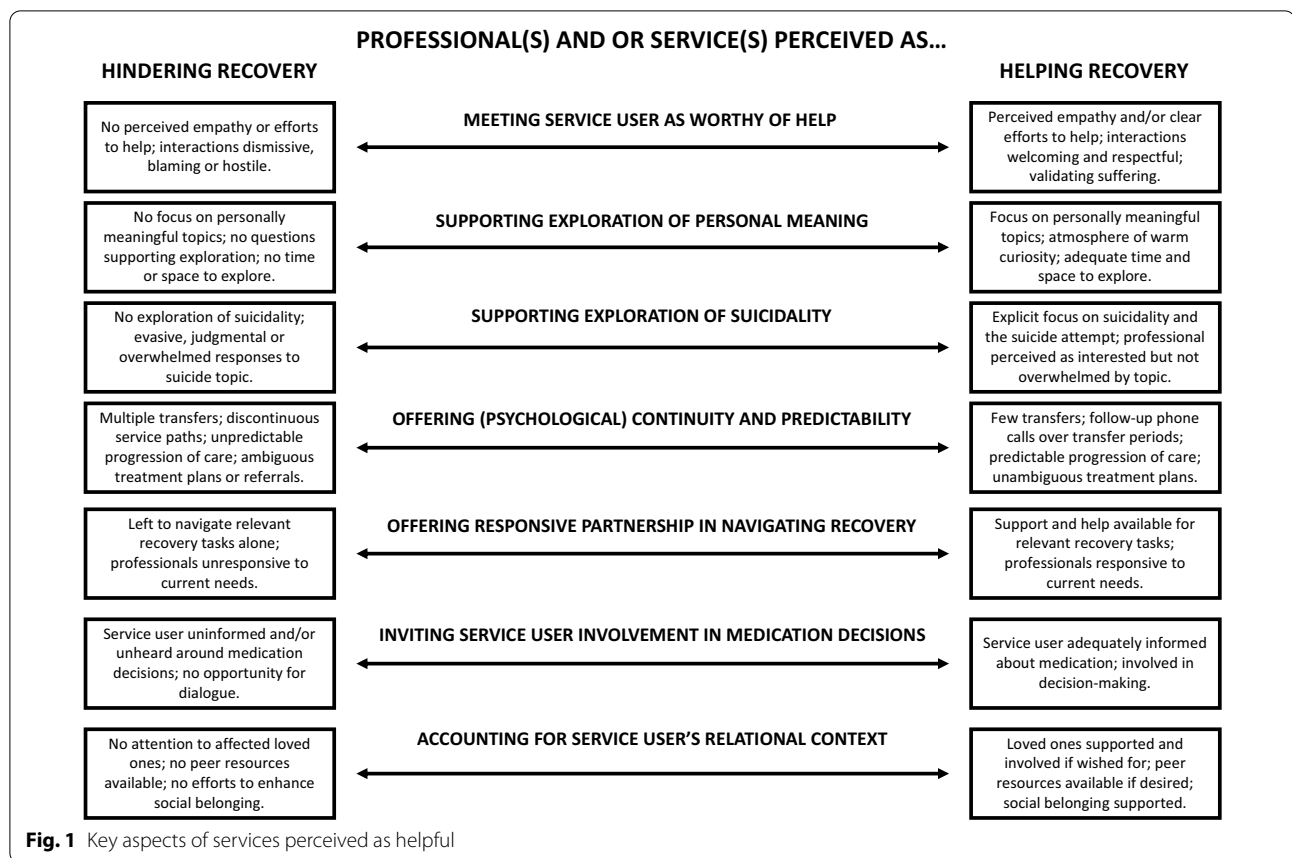 PROFESSIONAL(S) AND OR SERVICE(S) PERCEIVED AS...
HINDERING RECOVERY
HELPING RECOVERY
No perceived empathy or efforts
to help; interactions dismissive,
blaming or hostile.
MEETING SERVICE USER AS WORTHY OF HELP
Perceived empathy and/or clear
efforts to help; interactions
welcoming and respectful;
validating suffering.
No focus on personally
meaningful topics; no questions
supporting exploration; no time
or space to explore.
SUPPORTING EXPLORATION OF PERSONAL MEANING
Focus on personally meaningful
topics; atmosphere of warm
curiosity; adequate time and
space to explore.
No exploration of suicidality;
evasive, judgmental or
overwhelmed responses to
suicide topic.
SUPPORTING EXPLORATION OF SUICIDALITY
Explicit focus on suicidality and
the suicide attempt; professional
perceived as interested but not
overwhelmed by topic.
Multiple transfers; discontinuous
service paths; unpredictable
progression of care; ambiguous
treatment plans or referrals.
OFFERING (PSYCHOLOGICAL) CONTINUITY AND PREDICTABILITY
Few transfers; follow-up phone
calls over transfer periods;
predictable progression of care;
unambiguous treatment plans.
Left to navigate relevant
recovery tasks alone;
professionals unresponsive to
current needs.
OFFERING RESPONSIVE PARTNERSHIP IN NAVIGATING RECOVERY
Support and help available for
relevant recovery tasks;
professionals responsive to
current needs.
Service user uninformed and/or
unheard around medication
decisions; no opportunity for
dialogue.
INVITING SERVICE USER INVOLVEMENT IN MEDICATION DECISIONS
Service user adequately informed
about medication; involved in
decision-making.
No attention to affected loved
ones; no peer resources
available; no efforts to enhance
social belonging.
ACCOUNTING FOR SERVICE USER’S RELATIONAL CONTEXT
Loved ones supported and
involved if wished for; peer
resources available if desired;
social belonging supported.
Fig. 1 Key aspects of services perceived as helpful